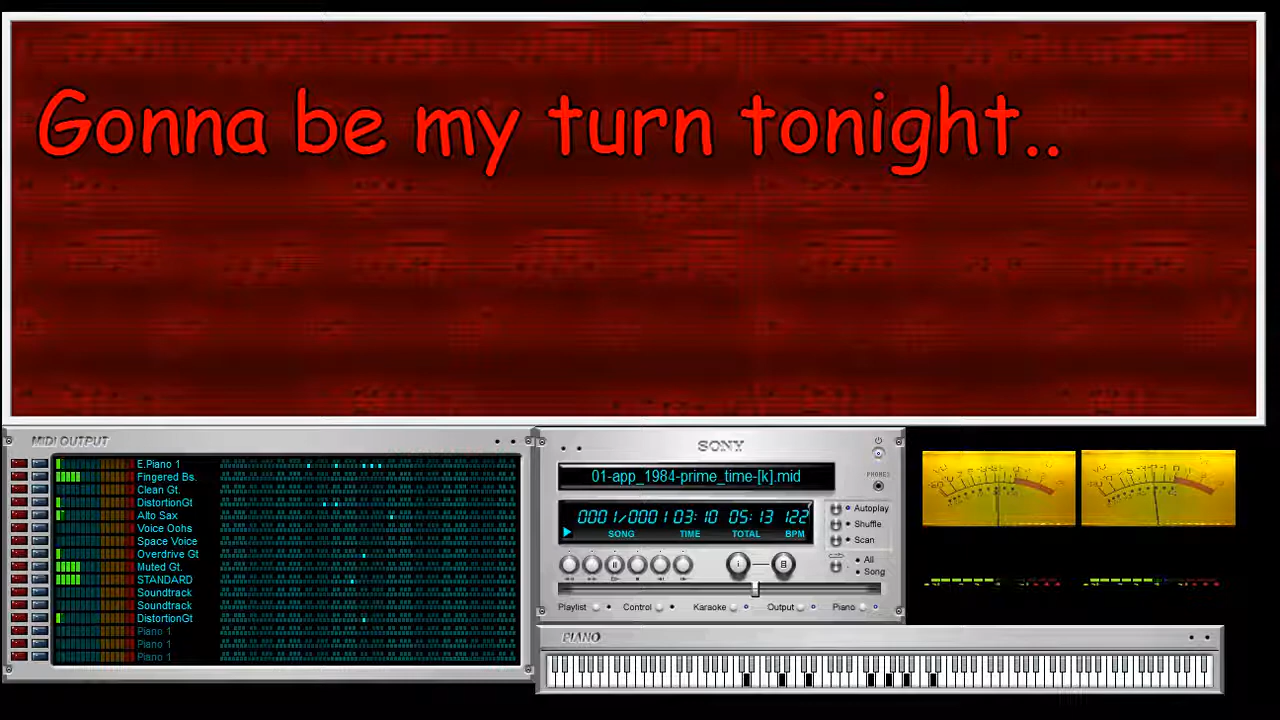 Gonna be my turn tonight..
MIDI OUTPUT
E.Piano 1
Fingered Bs.
Clean Gt.
DistortionGt
Alto Sax
Voice Oohs
Space Voice
Overdrive Gt
Muted Gt.
STANDARD
Soundtrack
Soundtrack
DistortionGt
Piano 1
Piano 1
Piano 1
SONY
01-app_1984-prime_time-[k].mid
PHONES
0001/0001 03:10 05:13 122
SONG TIME TOTAL BPM
Autoplay
Shuffle
Scan
All
Song
Playlist Control Karaoke Output Piano
PIANO
VU
VU